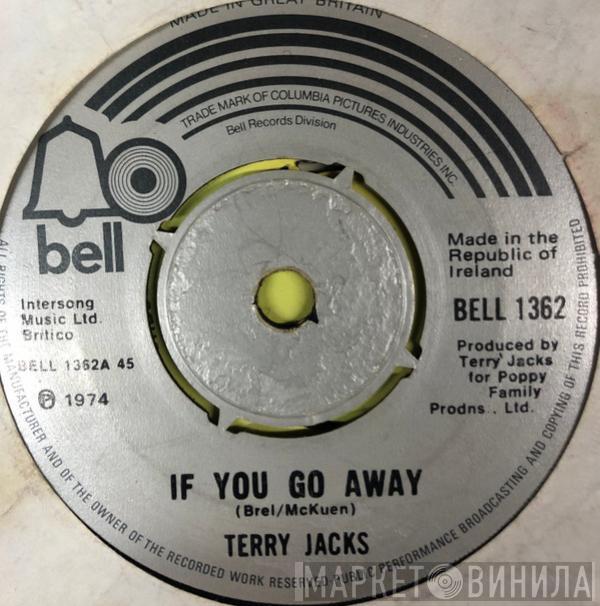 MADE IN GREAT BRITAIN
TRADE MARK OF COLUMBIA PICTURES INDUSTRIES INC.
Bell Records Division
bell
Made in the
Republic of
Ireland
Intersong
Music Ltd.
Britico
BELL 1362
BELL 1362A 45
Produced by
Terry Jacks
for Poppy
Family
Prodns.. Ltd.
℗ 1974
IF YOU GO AWAY
(Brel/McKuen)
TERRY JACKS
ALL RIGHTS OF THE MANUFACTURER AND OF THE OWNER OF THE RECORDED WORK RESERVED PUBLIC PERFORMANCE BROADCASTING AND COPYING OF THIS RECORD PROHIBITED
МАРКЕТ ВИНИЛА